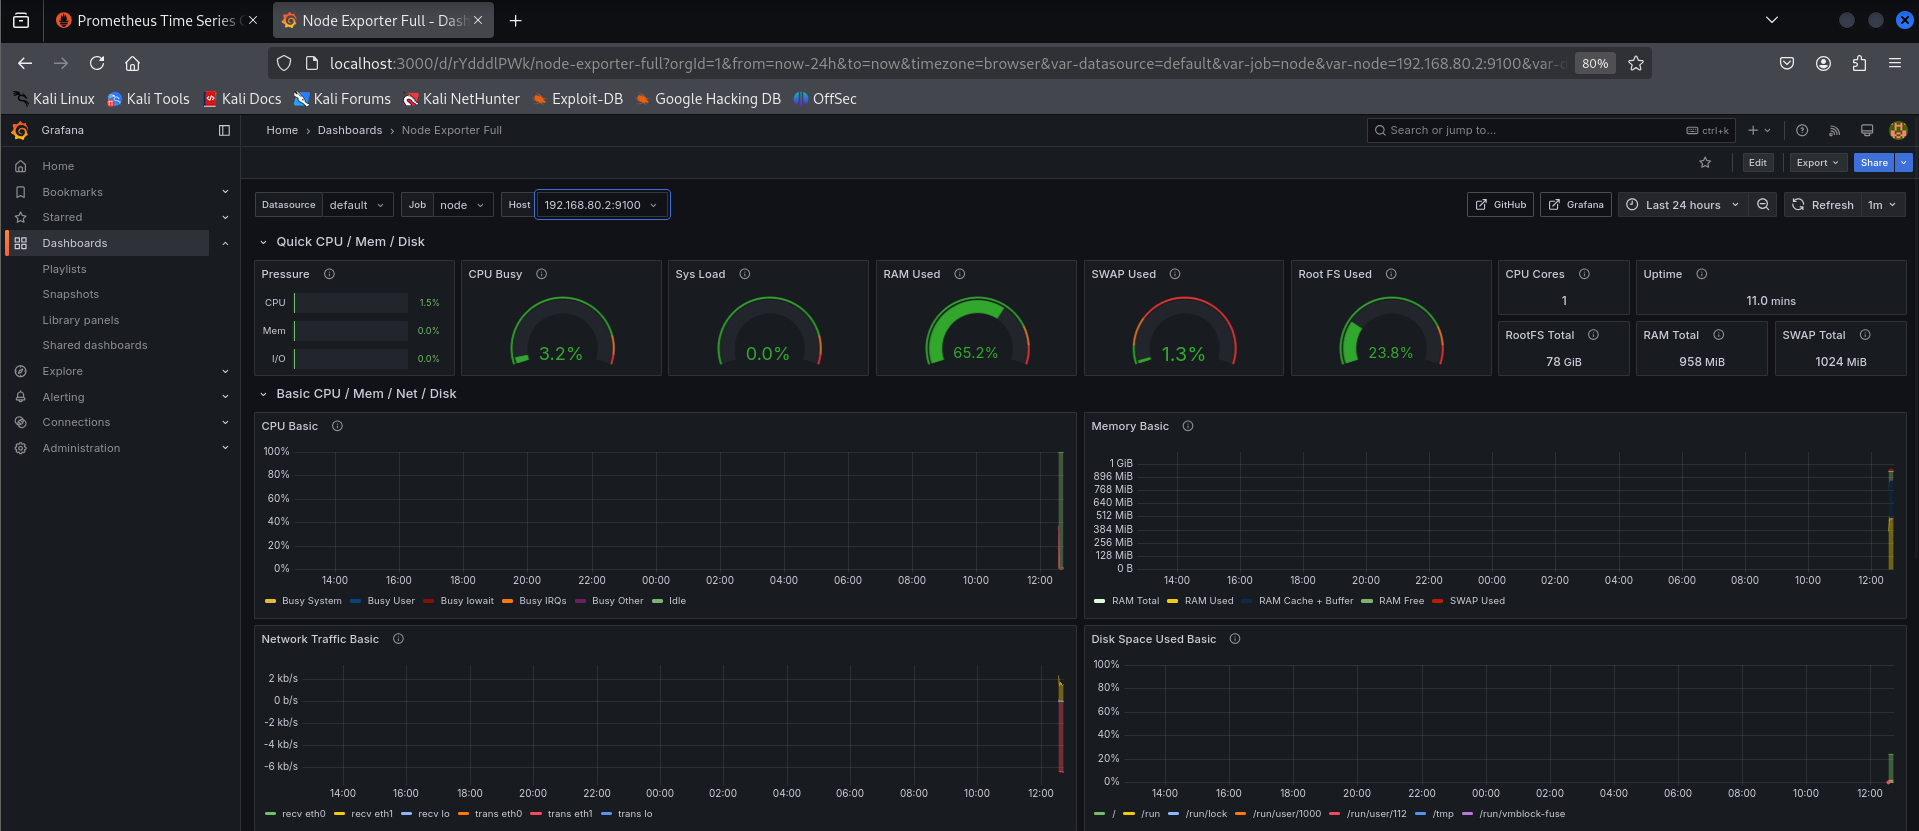 Prometheus Time Series
Node Exporter Full - Dash
localhost:3000/d/rYdddlPWk/node-exporter-full?orgId=1&from=now-24h&to=now&timezone=browser&var-datasource=default&var-job=node&var-node=192.168.80.2:9100&var-d
80%
Kali Linux Kali Tools Kali Docs Kali Forums Kali NetHunter Exploit-DB Google Hacking DB OffSec
Grafana
Home › Dashboards › Node Exporter Full
Search or jump to... ctrl+k
Edit Export Share
Home
Bookmarks
Starred
Dashboards
Playlists
Snapshots
Library panels
Shared dashboards
Explore
Alerting
Connections
Administration
Datasource default Job node Host 192.168.80.2:9100
GitHub Grafana Last 24 hours Refresh 1m
Quick CPU / Mem / Disk
Pressure
CPU 1.5%
Mem 0.0%
I/O 0.0%
CPU Busy
3.2%
Sys Load
0.0%
RAM Used
65.2%
SWAP Used
1.3%
Root FS Used
23.8%
CPU Cores
1
Uptime
11.0 mins
RootFS Total
78 GiB
RAM Total
958 MiB
SWAP Total
1024 MiB
Basic CPU / Mem / Net / Disk
CPU Basic
100%
80%
60%
40%
20%
0%
14:00 16:00 18:00 20:00 22:00 00:00 02:00 04:00 06:00 08:00 10:00 12:00
Busy System Busy User Busy Iowait Busy IRQs Busy Other Idle
Memory Basic
1 GiB
896 MiB
768 MiB
640 MiB
512 MiB
384 MiB
256 MiB
128 MiB
0 B
14:00 16:00 18:00 20:00 22:00 00:00 02:00 04:00 06:00 08:00 10:00 12:00
RAM Total RAM Used RAM Cache + Buffer RAM Free SWAP Used
Network Traffic Basic
2 kb/s
0 b/s
-2 kb/s
-4 kb/s
-6 kb/s
14:00 16:00 18:00 20:00 22:00 00:00 02:00 04:00 06:00 08:00 10:00 12:00
recv eth0 recv eth1 recv lo trans eth0 trans eth1 trans lo
Disk Space Used Basic
100%
80%
60%
40%
20%
0%
14:00 16:00 18:00 20:00 22:00 00:00 02:00 04:00 06:00 08:00 10:00 12:00
/ /run /run/lock /run/user/1000 /run/user/112 /tmp /run/vmblock-fuse